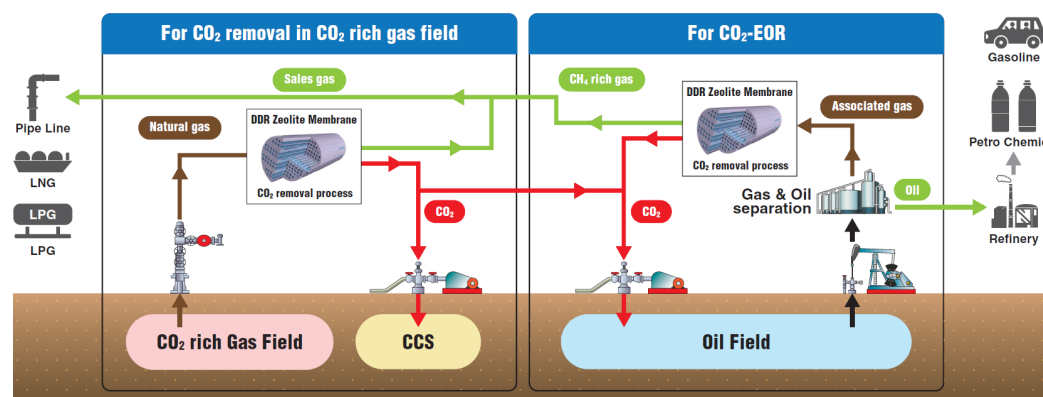 For CO₂ removal in CO₂ rich gas field
For CO₂-EOR
Gasoline
Sales gas
CH₄ rich gas
Pipe Line
Natural gas
DDR Zeolite Membrane
CO₂ removal process
DDR Zeolite Membrane
CO₂ removal process
Associated gas
Petro Chemic
LNG
LPG
LPG
CO₂
CO₂
Gas & Oil
separation
Oil
Refinery
CO₂ rich Gas Field
CCS
Oil Field